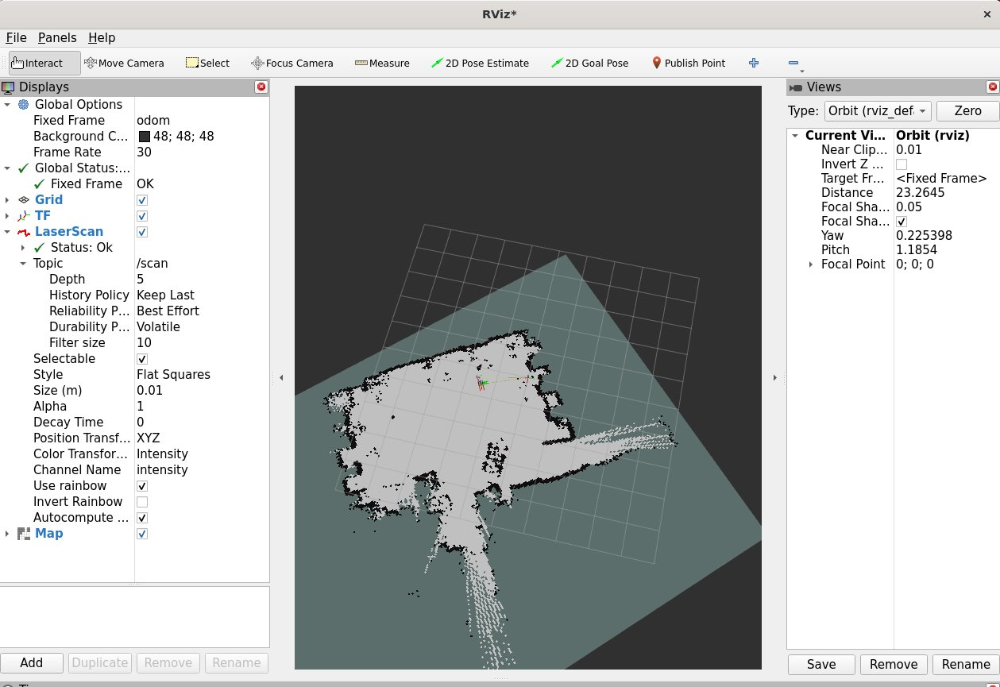 RViz*
File Panels Help
Interact Move Camera Select Focus Camera Measure 2D Pose Estimate 2D Goal Pose Publish Point
Displays
Global Options
Fixed Frame odom
Background C... 48; 48; 48
Frame Rate 30
Global Status:...
Fixed Frame OK
Grid
TF
LaserScan
Status: Ok
Topic /scan
Depth 5
History Policy Keep Last
Reliability P... Best Effort
Durability P... Volatile
Filter size 10
Selectable
Style Flat Squares
Size (m) 0.01
Alpha 1
Decay Time 0
Position Transf... XYZ
Color Transfor... Intensity
Channel Name intensity
Use rainbow
Invert Rainbow
Autocompute ...
Map
Add Duplicate Remove Rename
Views
Type: Orbit (rviz_def Zero
Current Vi... Orbit (rviz)
Near Clip... 0.01
Invert Z ...
Target Fr... <Fixed Frame>
Distance 23.2645
Focal Sha... 0.05
Focal Sha...
Yaw 0.225398
Pitch 1.1854
Focal Point 0; 0; 0
Save Remove Rename